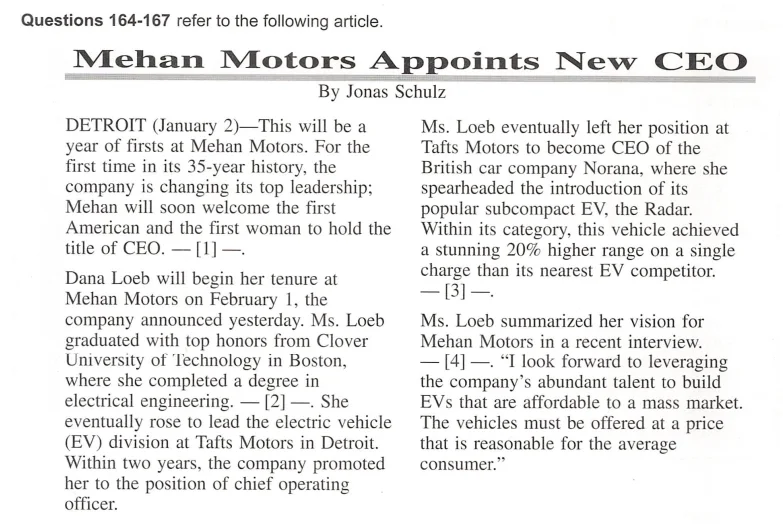 Questions 164-167 refer to the following article.
Mehan Motors Appoints New CEO
By Jonas Schulz
DETROIT (January 2)—This will be a
year of firsts at Mehan Motors. For the
first time in its 35-year history, the
company is changing its top leadership;
Mehan will soon welcome the first
American and the first woman to hold the
title of CEO. — [1] —.
Dana Loeb will begin her tenure at
Mehan Motors on February 1, the
company announced yesterday. Ms. Loeb
graduated with top honors from Clover
University of Technology in Boston,
where she completed a degree in
electrical engineering. — [2] —. She
eventually rose to lead the electric vehicle
(EV) division at Tafts Motors in Detroit.
Within two years, the company promoted
her to the position of chief operating
officer.
Ms. Loeb eventually left her position at
Tafts Motors to become CEO of the
British car company Norana, where she
spearheaded the introduction of its
popular subcompact EV, the Radar.
Within its category, this vehicle achieved
a stunning 20% higher range on a single
charge than its nearest EV competitor.
— [3] —.
Ms. Loeb summarized her vision for
Mehan Motors in a recent interview.
— [4] —. “I look forward to leveraging
the company’s abundant talent to build
EVs that are affordable to a mass market.
The vehicles must be offered at a price
that is reasonable for the average
consumer.”